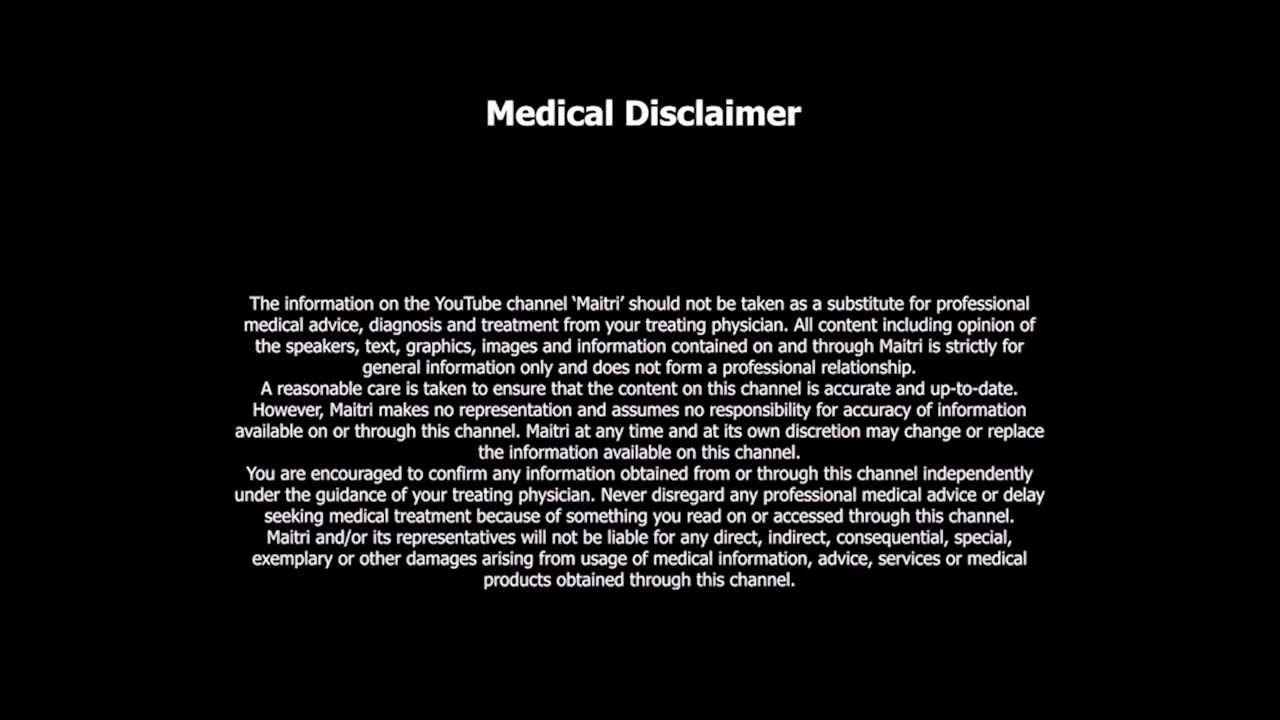 Medical Disclaimer
The information on the YouTube channel ‘Maitri’ should not be taken as a substitute for professional
medical advice, diagnosis and treatment from your treating physician. All content including opinion of
the speakers, text, graphics, images and information contained on and through Maitri is strictly for
general information only and does not form a professional relationship.
A reasonable care is taken to ensure that the content on this channel is accurate and up-to-date.
However, Maitri makes no representation and assumes no responsibility for accuracy of information
available on or through this channel. Maitri at any time and at its own discretion may change or replace
the information available on this channel.
You are encouraged to confirm any information obtained from or through this channel independently
under the guidance of your treating physician. Never disregard any professional medical advice or delay
seeking medical treatment because of something you read on or accessed through this channel.
Maitri and/or its representatives will not be liable for any direct, indirect, consequential, special,
exemplary or other damages arising from usage of medical information, advice, services or medical
products obtained through this channel.